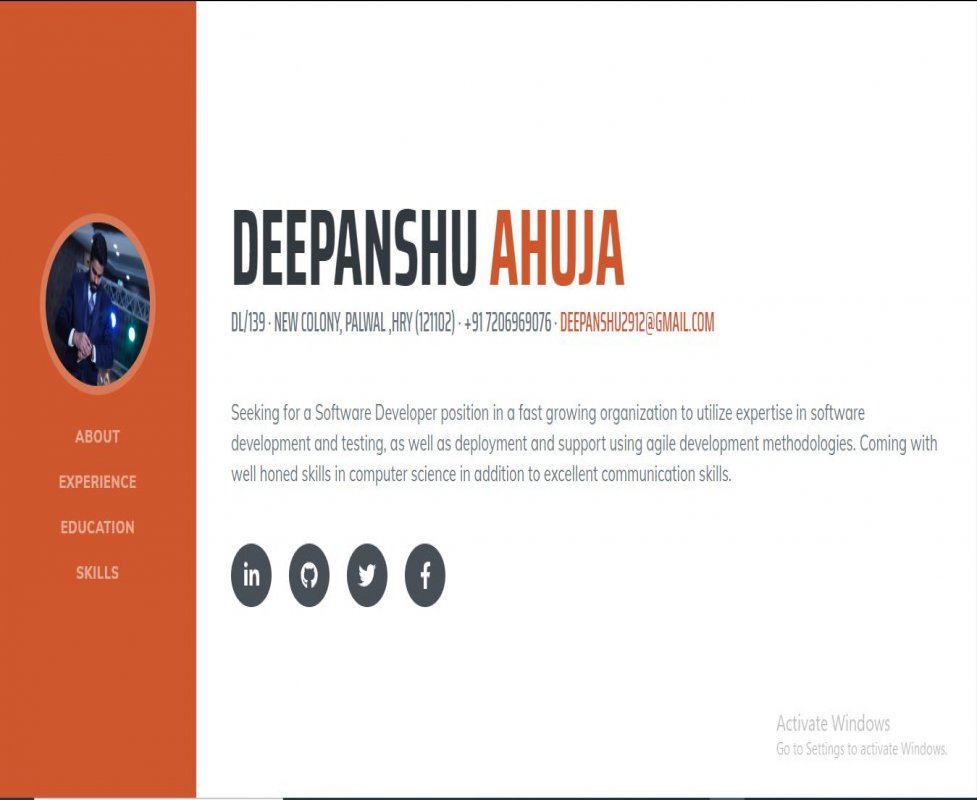 ABOUT
EXPERIENCE
EDUCATION
SKILLS
DEEPANSHU AHUJA
DL/139 · NEW COLONY, PALWAL ,HRY (121102) · +91 7206969076 · DEEPANSHU2912@GMAIL.COM
Seeking for a Software Developer position in a fast growing organization to utilize expertise in software
development and testing, as well as deployment and support using agile development methodologies. Coming with
well honed skills in computer science in addition to excellent communication skills.
in
f
Activate Windows
Go to Settings to activate Windows.